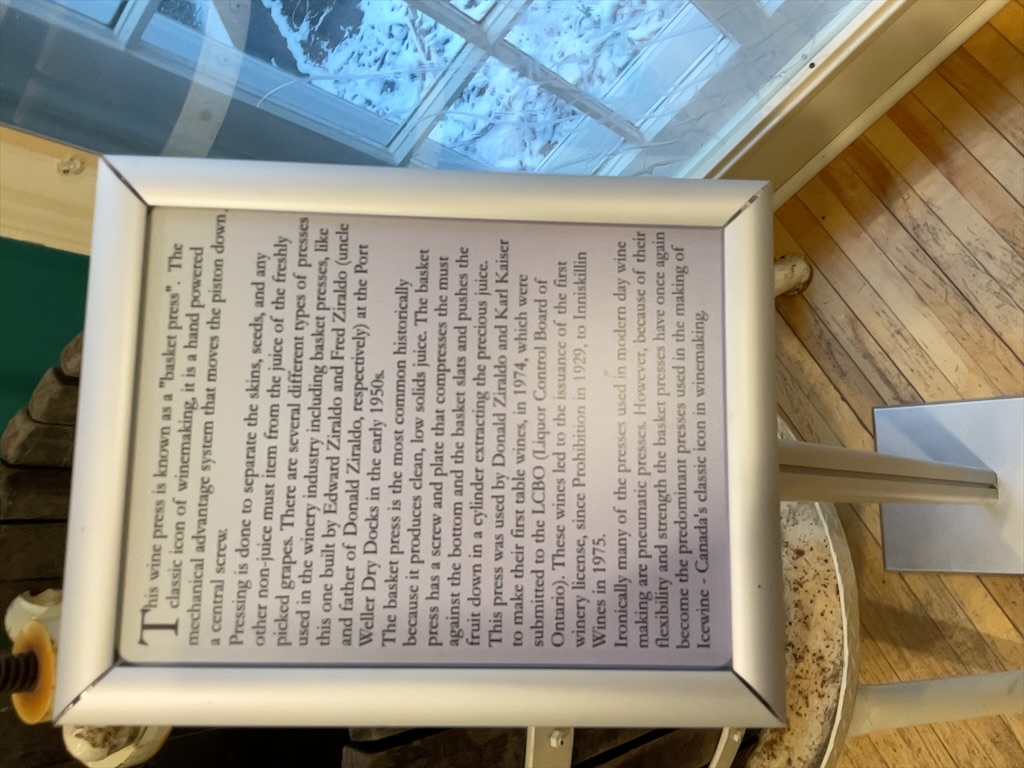 This wine press is known as a "basket press". The
classic icon of winemaking, it is a hand powered
mechanical advantage system that moves the piston down,
a central screw.
Pressing is done to separate the skins, seeds, and any
other non-juice must item from the juice of the freshly
picked grapes. There are several different types of presses
used in the winery industry including basket presses, like
this one built by Edward Ziraldo and Fred Ziraldo (uncle
and father of Donald Ziraldo, respectively) at the Port
Weller Dry Docks in the early 1950s.
The basket press is the most common historically
because it produces clean, low solids juice. The basket
press has a screw and plate that compresses the must
against the bottom and the basket slats and pushes the
fruit down in a cylinder extracting the precious juice.
This press was used by Donald Ziraldo and Karl Kaiser
to make their first table wines, in 1974, which were
submitted to the LCBO (Liquor Control Board of
Ontario). These wines led to the issuance of the first
winery license, since Prohibition in 1929, to Inniskillin
Wines in 1975.
Ironically many of the presses used in modern day wine
making are pneumatic presses. However, because of their
flexibility and strength the basket presses have once again
become the predominant presses used in the making of
Icewine - Canada's classic icon in winemaking.